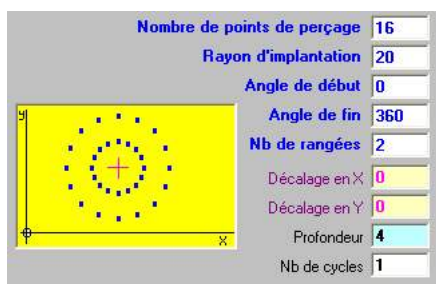 Nombre de points de perçage 16
Rayon d'implantation 20
Angle de début 0
Angle de fin 360
Nb de rangées 2
Décalage en X 0
Décalage en Y 0
Profondeur 4
Nb de cycles 1
y
x